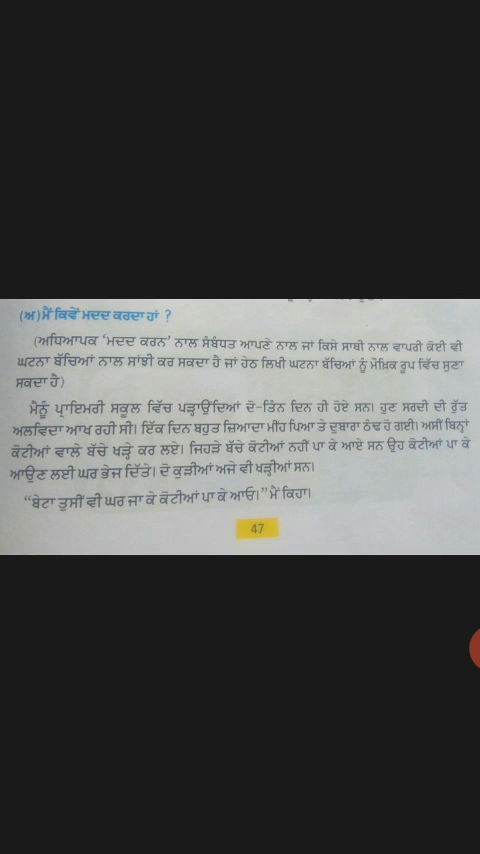 (ਅ) ਮੈਂ ਕਿਵੇਂ ਮਦਦ ਕਰਦਾ ਹਾਂ ?
(ਅਧਿਆਪਕ 'ਮਦਦ ਕਰਨ' ਨਾਲ ਸੰਬੰਧਤ ਆਪਣੇ ਨਾਲ ਜਾਂ ਕਿਸੇ ਸਾਥੀ ਨਾਲ ਵਾਪਰੀ ਕੋਈ ਵੀ
ਘਟਨਾ ਬੱਚਿਆਂ ਨਾਲ ਸਾਂਝੀ ਕਰ ਸਕਦਾ ਹੈ ਜਾਂ ਹੇਠ ਲਿਖੀ ਘਟਨਾ ਬੱਚਿਆਂ ਨੂੰ ਮੌਖ਼ਿਕ ਰੂਪ ਵਿੱਚ ਸੁਣਾ
ਸਕਦਾ ਹੈ)
ਮੈਨੂੰ ਪ੍ਰਾਇਮਰੀ ਸਕੂਲ ਵਿੱਚ ਪੜ੍ਹਾਉਂਦਿਆਂ ਦੋ-ਤਿੰਨ ਦਿਨ ਹੀ ਹੋਏ ਸਨ। ਹੁਣ ਸਰਦੀ ਦੀ ਰੁੱਤ
ਅਲਵਿਦਾ ਆਖ ਰਹੀ ਸੀ। ਇੱਕ ਦਿਨ ਬਹੁਤ ਜ਼ਿਆਦਾ ਮੀਂਹ ਪਿਆ ਤੇ ਦੁਬਾਰਾ ਠੰਢ ਹੋ ਗਈ। ਅਸੀਂ ਬਿਨ੍ਹਾਂ
ਕੋਟੀਆਂ ਵਾਲੇ ਬੱਚੇ ਖੜ੍ਹੇ ਕਰ ਲਏ। ਜਿਹੜੇ ਬੱਚੇ ਕੋਟੀਆਂ ਨਹੀਂ ਪਾ ਕੇ ਆਏ ਸਨ ਉਹ ਕੋਟੀਆਂ ਪਾ ਕੇ
ਆਉਣ ਲਈ ਘਰ ਭੇਜ ਦਿੱਤੇ। ਦੋ ਕੁੜੀਆਂ ਅਜੇ ਵੀ ਖੜ੍ਹੀਆਂ ਸਨ।
"ਬੇਟਾ ਤੁਸੀਂ ਵੀ ਘਰ ਜਾ ਕੇ ਕੋਟੀਆਂ ਪਾ ਕੇ ਆਓ।" ਮੈਂ ਕਿਹਾ।
47